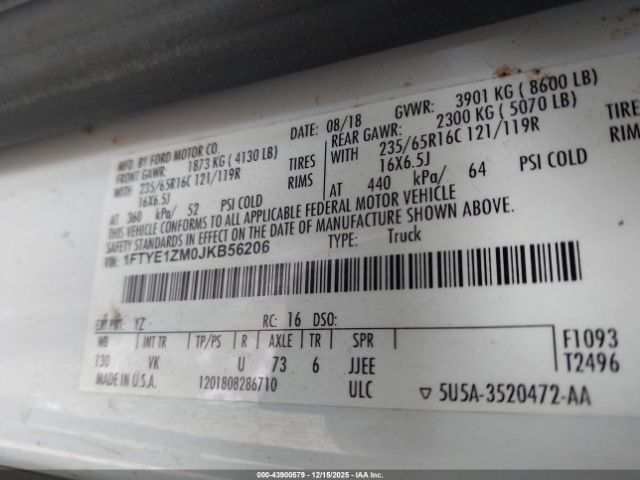 MFD. BY FORD MOTOR CO.
DATE: 08/18 GVWR: 3901 KG ( 8600 LB)
FRONT GAWR: 1873 KG ( 4130 LB) REAR GAWR: 2300 KG ( 5070 LB)
WITH 235/65R16C 121/119R TIRES WITH 235/65R16C 121/119R TIRES
16X6.5J RIMS 16X6.5J RIMS
AT 360 kPa/ 52 PSI COLD AT 440 kPa/ 64 PSI COLD
THIS VEHICLE CONFORMS TO ALL APPLICABLE FEDERAL MOTOR VEHICLE
SAFETY STANDARDS IN EFFECT ON THE DATE OF MANUFACTURE SHOWN ABOVE.
VIN: 1FTYE1ZM0JKB56206 TYPE: Truck
EXT PNT: YZ RC: 16 DSO: F1093
WB INT TR TP/PS R AXLE TR SPR T2496
130 VK U 73 6 JJEE
MADE IN U.S.A. 1201808286710 ULC ▽ 5U5A-3520472-AA
000-43900579 - 12/15/2025 - IAA, Inc.